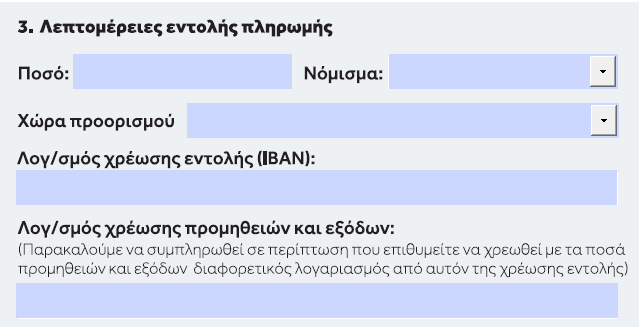 3. Λεπτομέρειες εντολής πληρωμής
Ποσό: Νόμισμα:
Χώρα προορισμού
Λογ/σμός χρέωσης εντολής (IBAN):
Λογ/σμός χρέωσης προμηθειών και εξόδων:
(Παρακαλούμε να συμπληρωθεί σε περίπτωση που επιθυμείτε να χρεωθεί με τα ποσά
προμηθειών και εξόδων διαφορετικός λογαριασμός από αυτόν της χρέωσης εντολής)